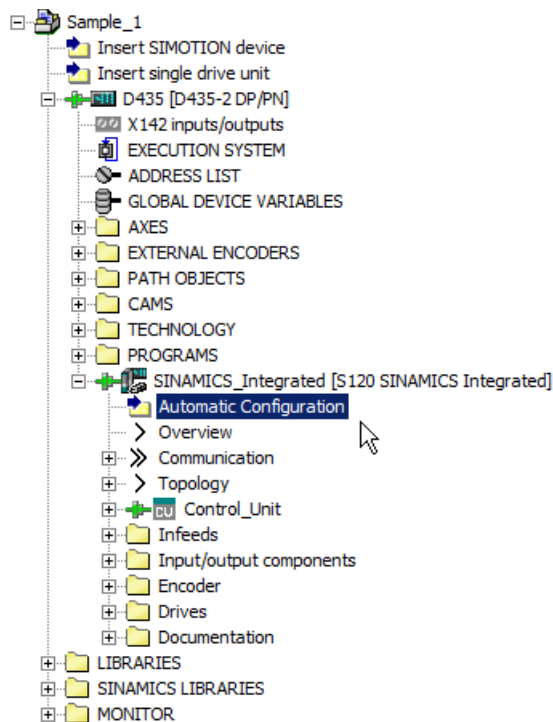 Sample_1
Insert SIMOTION device
Insert single drive unit
D435 [D435-2 DP/PN]
X142 inputs/outputs
EXECUTION SYSTEM
ADDRESS LIST
GLOBAL DEVICE VARIABLES
AXES
EXTERNAL ENCODERS
PATH OBJECTS
CAMS
TECHNOLOGY
PROGRAMS
SINAMICS_Integrated [S120 SINAMICS Integrated]
Automatic Configuration
Overview
Communication
Topology
CU Control_Unit
Infeeds
Input/output components
Encoder
Drives
Documentation
LIBRARIES
SINAMICS LIBRARIES
MONITOR